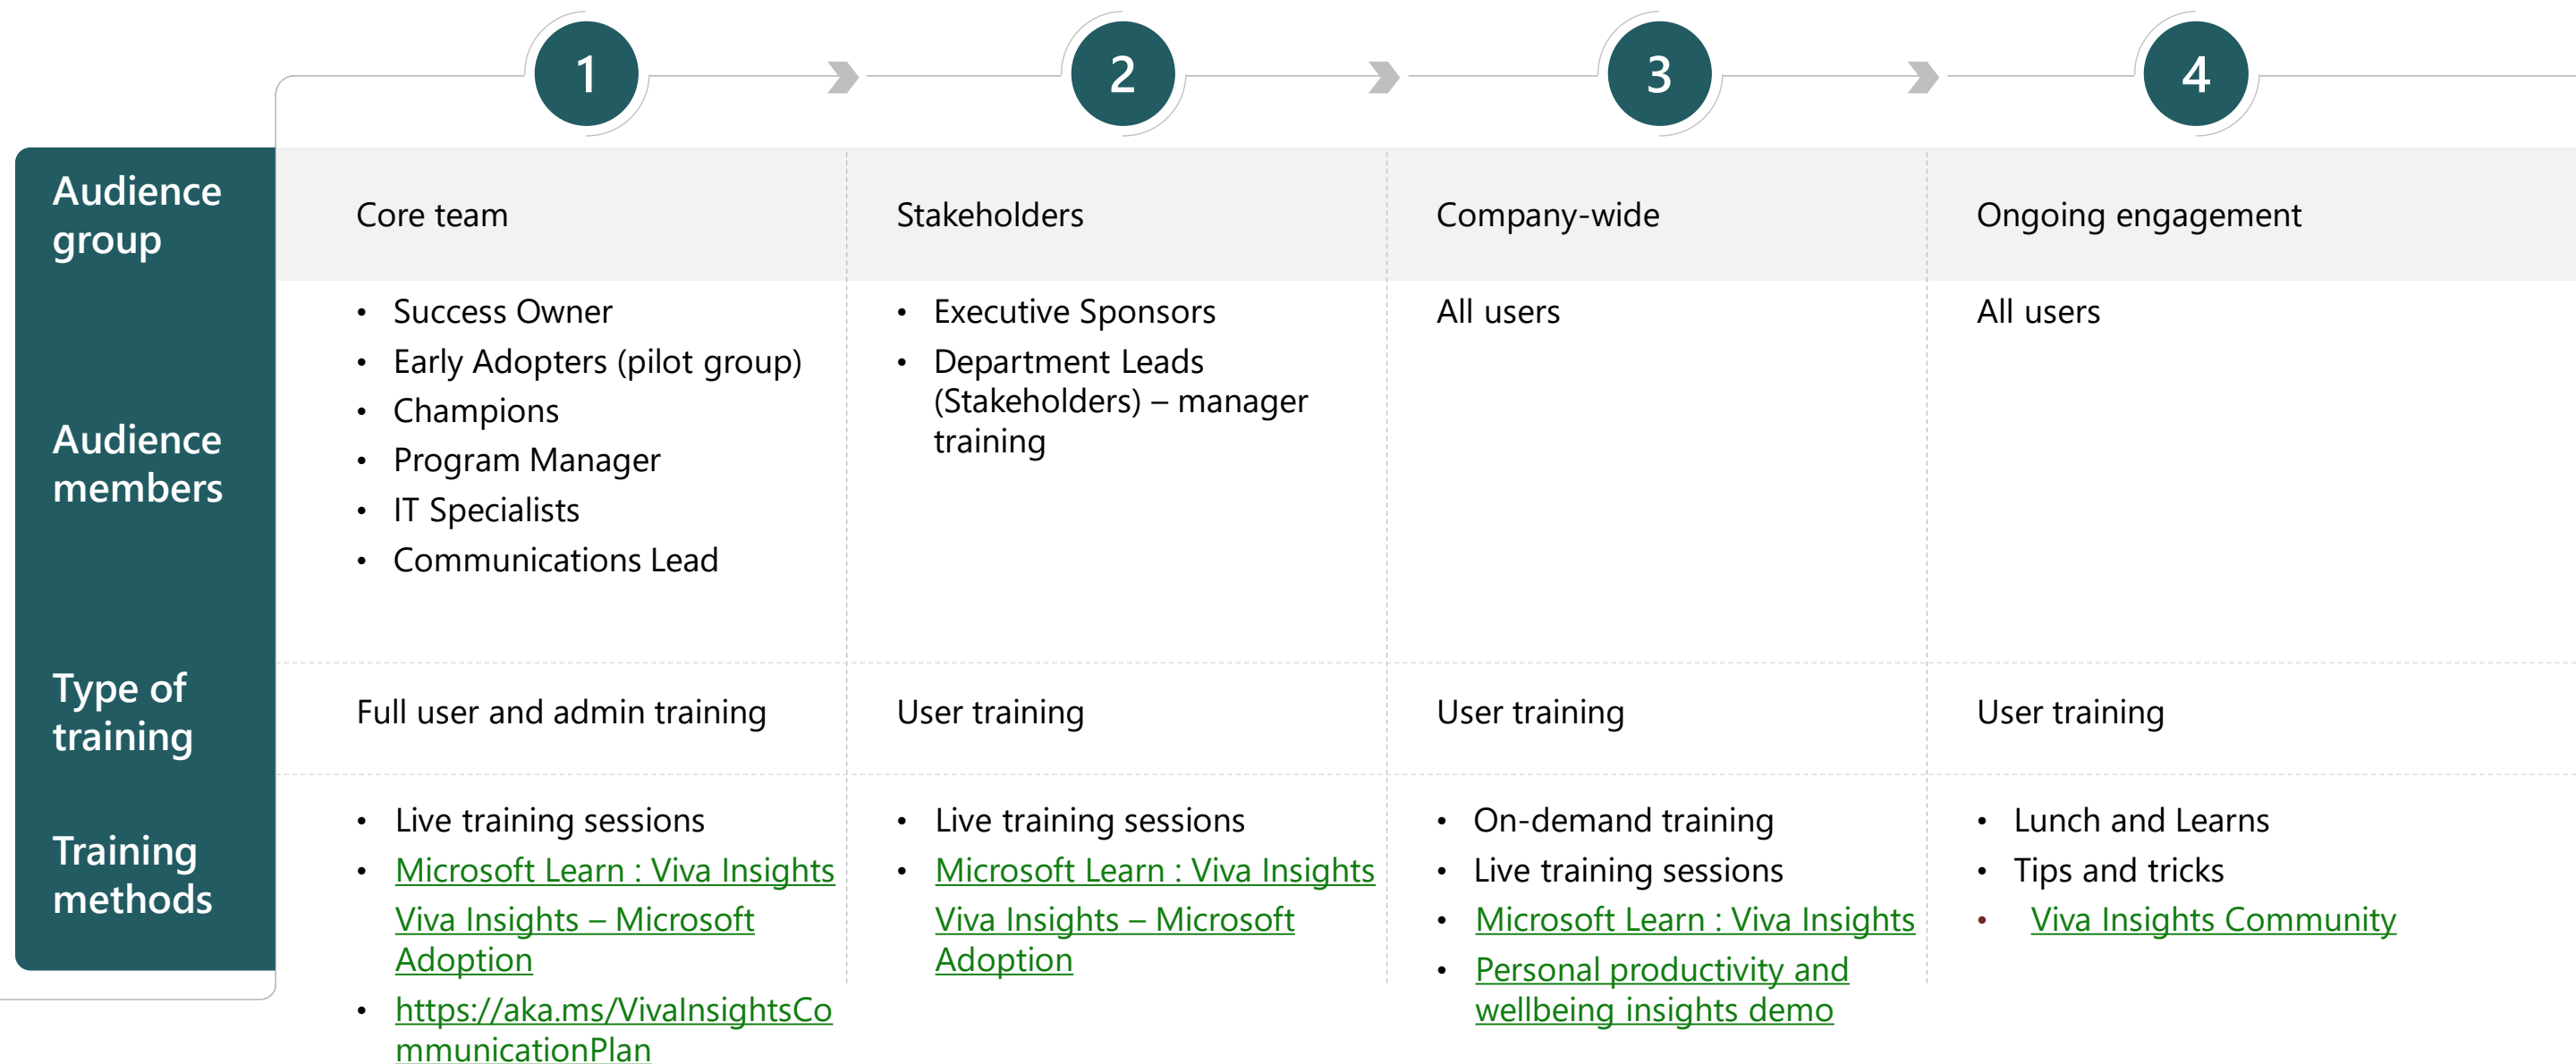 1
2
3
4
Audience
group
Core team
Stakeholders
Company-wide
Ongoing engagement
Audience
members
• Success Owner
• Early Adopters (pilot group)
• Champions
• Program Manager
• IT Specialists
• Communications Lead
• Executive Sponsors
• Department Leads
(Stakeholders) – manager
training
All users
All users
Type of
training
Full user and admin training
User training
User training
User training
Training
methods
• Live training sessions
• Microsoft Learn : Viva Insights
Viva Insights – Microsoft
Adoption
• https://aka.ms/VivaInsightsCo
mmunicationPlan
• Live training sessions
• Microsoft Learn : Viva Insights
Viva Insights – Microsoft
Adoption
• On-demand training
• Live training sessions
• Microsoft Learn : Viva Insights
• Personal productivity and
wellbeing insights demo
• Lunch and Learns
• Tips and tricks
• Viva Insights Community